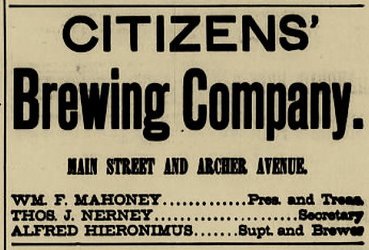 CITIZENS'
Brewing Company.
MAIN STREET AND ARCHER AVENUE.
WM. F. MAHONEY..........Pres. and Treas.
THOS. J. NERNEY......................Secretary
ALFRED HIERONIMUS.......Supt. and Brewer